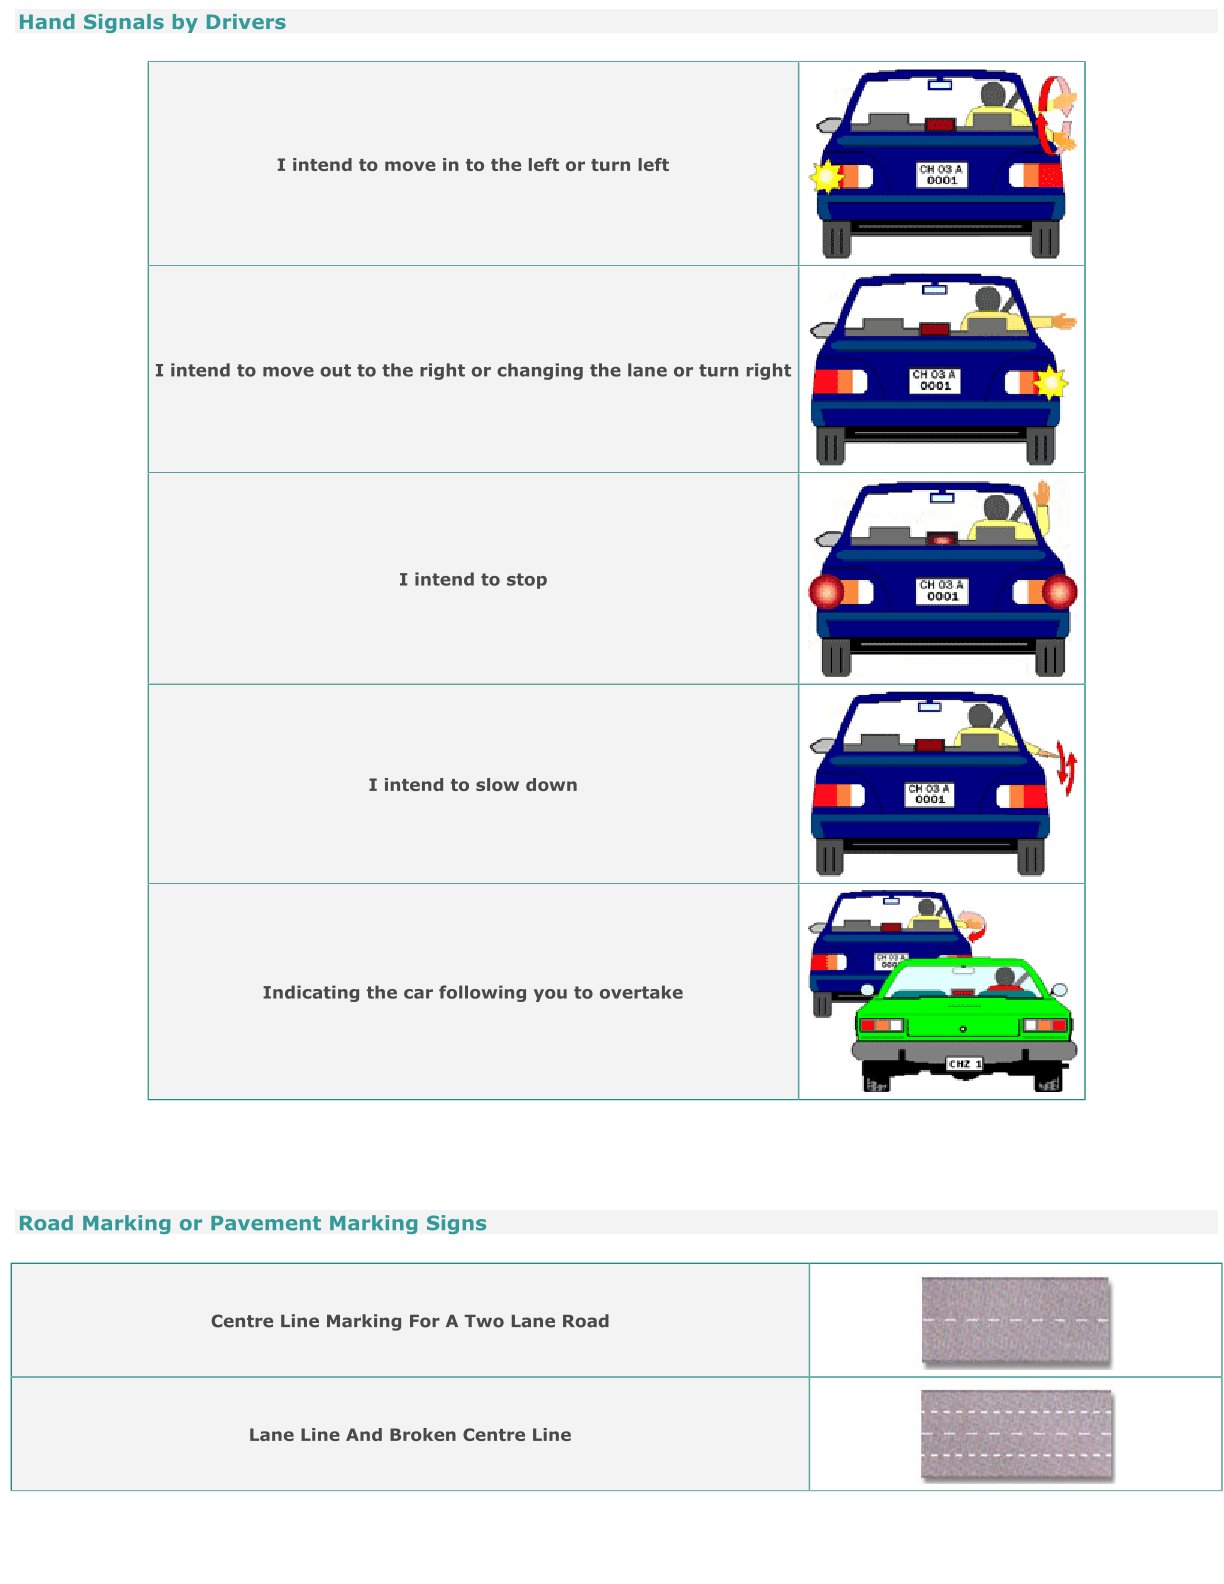 Hand Signals by Drivers
I intend to move in to the left or turn left
CH 03 A
0001
I intend to move out to the right or changing the lane or turn right
CH 03 A
0001
I intend to stop
CH 03 A
0001
I intend to slow down
CH 03 A
0001
Indicating the car following you to overtake
CH 03 A
000
CHZ 1
Road Marking or Pavement Marking Signs
Centre Line Marking For A Two Lane Road
Lane Line And Broken Centre Line